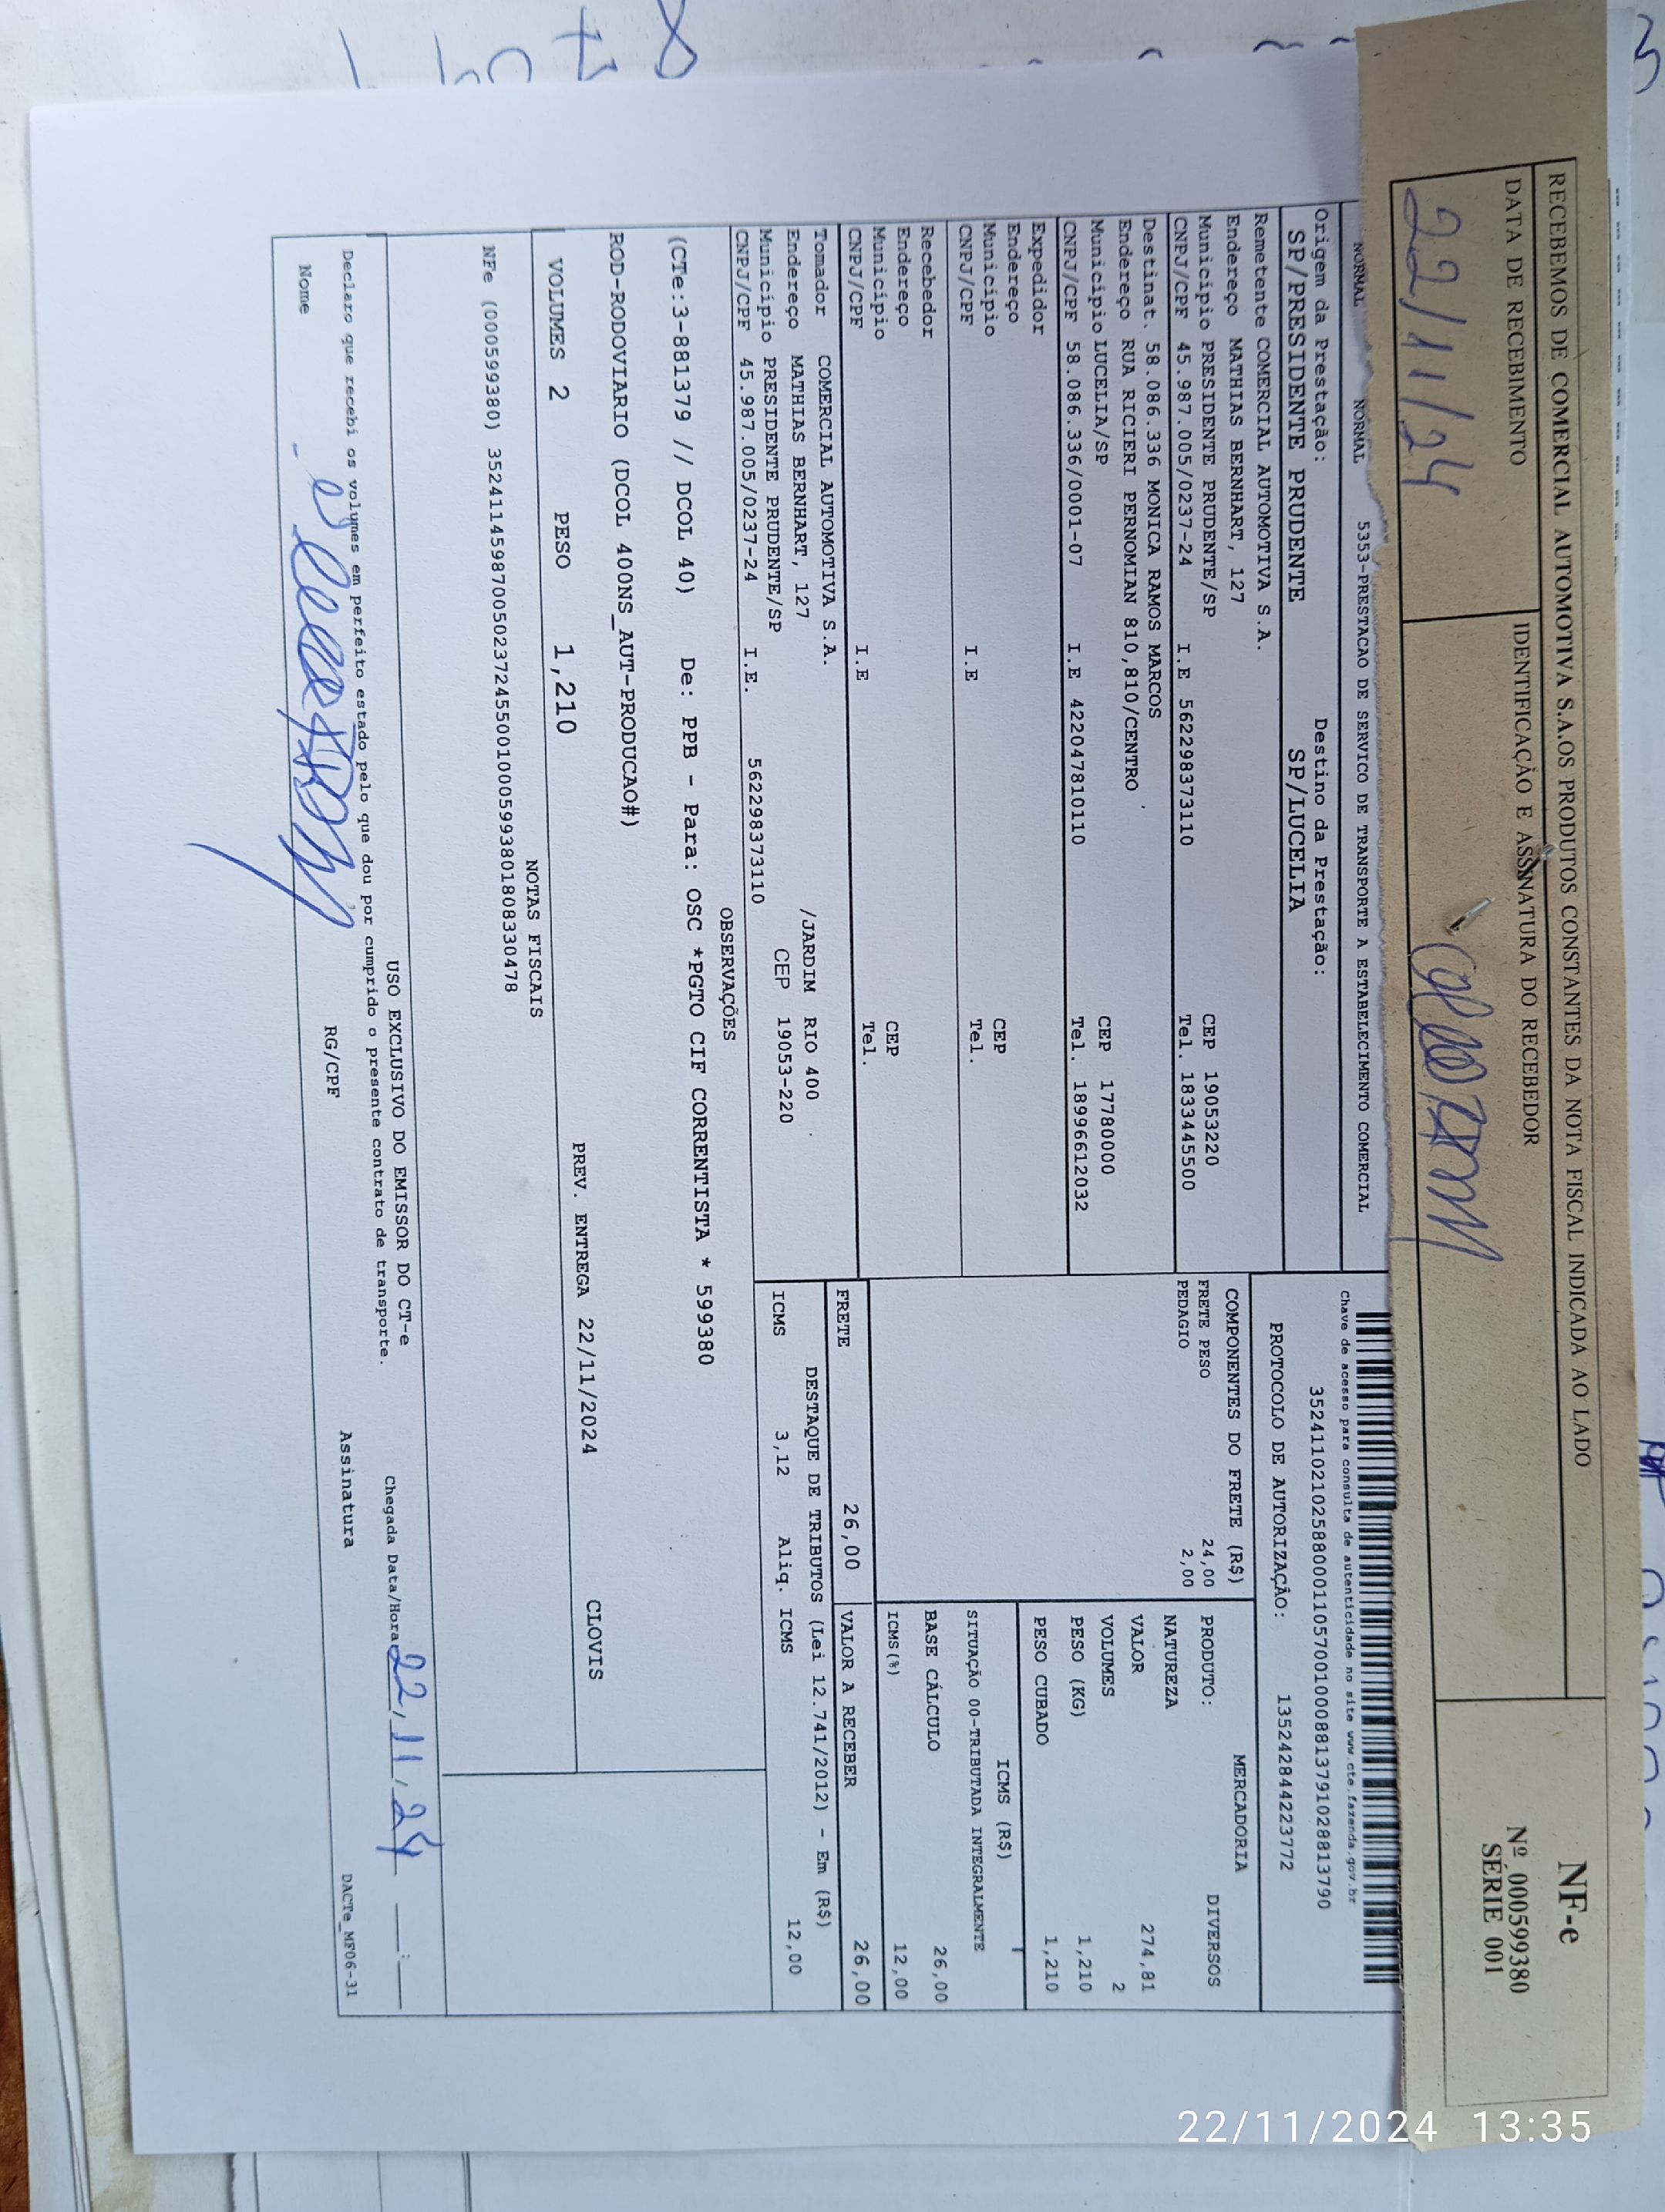 RECEBEMOS DE COMERCIAL AUTOMOTIVA S.A.OS PRODUTOS CONSTANTES DA NOTA FISCAL INDICADA AO LADO
DATA DE RECEBIMENTO
IDENTIFICAÇÃO E ASSINATURA DO RECEBEDOR
22/11/24
NF-e
Nº 000599380
SÉRIE 001
NORMAL NORMAL 5353-PRESTACAO DE SERVICO DE TRANSPORTE A ESTABELECIMENTO COMERCIAL
Chave de acesso para consulta de autenticidade no site www.cte.fazenda.gov.br
35241102102588000110570010008813791028813790
PROTOCOLO DE AUTORIZAÇÃO: 135242844223772
Origem da Prestação: Destino da Prestação:
SP/PRESIDENTE PRUDENTE SP/LUCELIA
Remetente COMERCIAL AUTOMOTIVA S.A.
Endereço MATHIAS BERNHART, 127
Município PRESIDENTE PRUDENTE/SP CEP 19053220
CNPJ/CPF 45.987.005/0237-24 I.E 562298373110 Tel. 1833445500
Destinat. 58.086.336 MONICA RAMOS MARCOS
Endereço RUA RICIERI PERNOMIAN 810,810/CENTRO
Município LUCELIA/SP CEP 17780000
CNPJ/CPF 58.086.336/0001-07 I.E 422047810110 Tel. 18996612032
Expedidor
Endereço
Município CEP
CNPJ/CPF I.E Tel.
Recebedor
Endereço
Município CEP
CNPJ/CPF I.E Tel.
Tomador COMERCIAL AUTOMOTIVA S.A.
Endereço MATHIAS BERNHART, 127 /JARDIM RIO 400
Município PRESIDENTE PRUDENTE/SP CEP 19053-220
CNPJ/CPF 45.987.005/0237-24 I.E. 562298373110
COMPONENTES DO FRETE (R$)
FRETE PESO 24,00
PEDAGIO 2,00
MERCADORIA
PRODUTO: DIVERSOS
NATUREZA
VALOR 274,81
VOLUMES 2
PESO (KG) 1,210
PESO CUBADO 1,210
ICMS (R$)
SITUAÇÃO 00-TRIBUTADA INTEGRALMENTE
BASE CÁLCULO 26,00
ICMS(%) 12,00
FRETE 26,00
VALOR A RECEBER 26,00
DESTAQUE DE TRIBUTOS (Lei 12.741/2012) - Em (R$)
ICMS 3,12 Aliq. ICMS 12,00
OBSERVAÇÕES
(CTe:3-881379 // DCOL 40) De: PPB - Para: OSC *PGTO CIF CORRENTISTA * 599380
ROD-RODOVIARIO (DCOL 400NS_AUT-PRODUCAO#)
VOLUMES 2 PESO 1,210 PREV. ENTREGA 22/11/2024 CLOVIS
NOTAS FISCAIS
NFe (000599380) 35241145987005023724550010005993801808330478
USO EXCLUSIVO DO EMISSOR DO CT-e
Declaro que recebi os volumes em perfeito estado pelo que dou por cumprido o presente contrato de transporte.
Chegada Data/Hora 22/11/24 __:__
Nome RG/CPF Assinatura
DACTe_MF06-31
22/11/2024 13:35